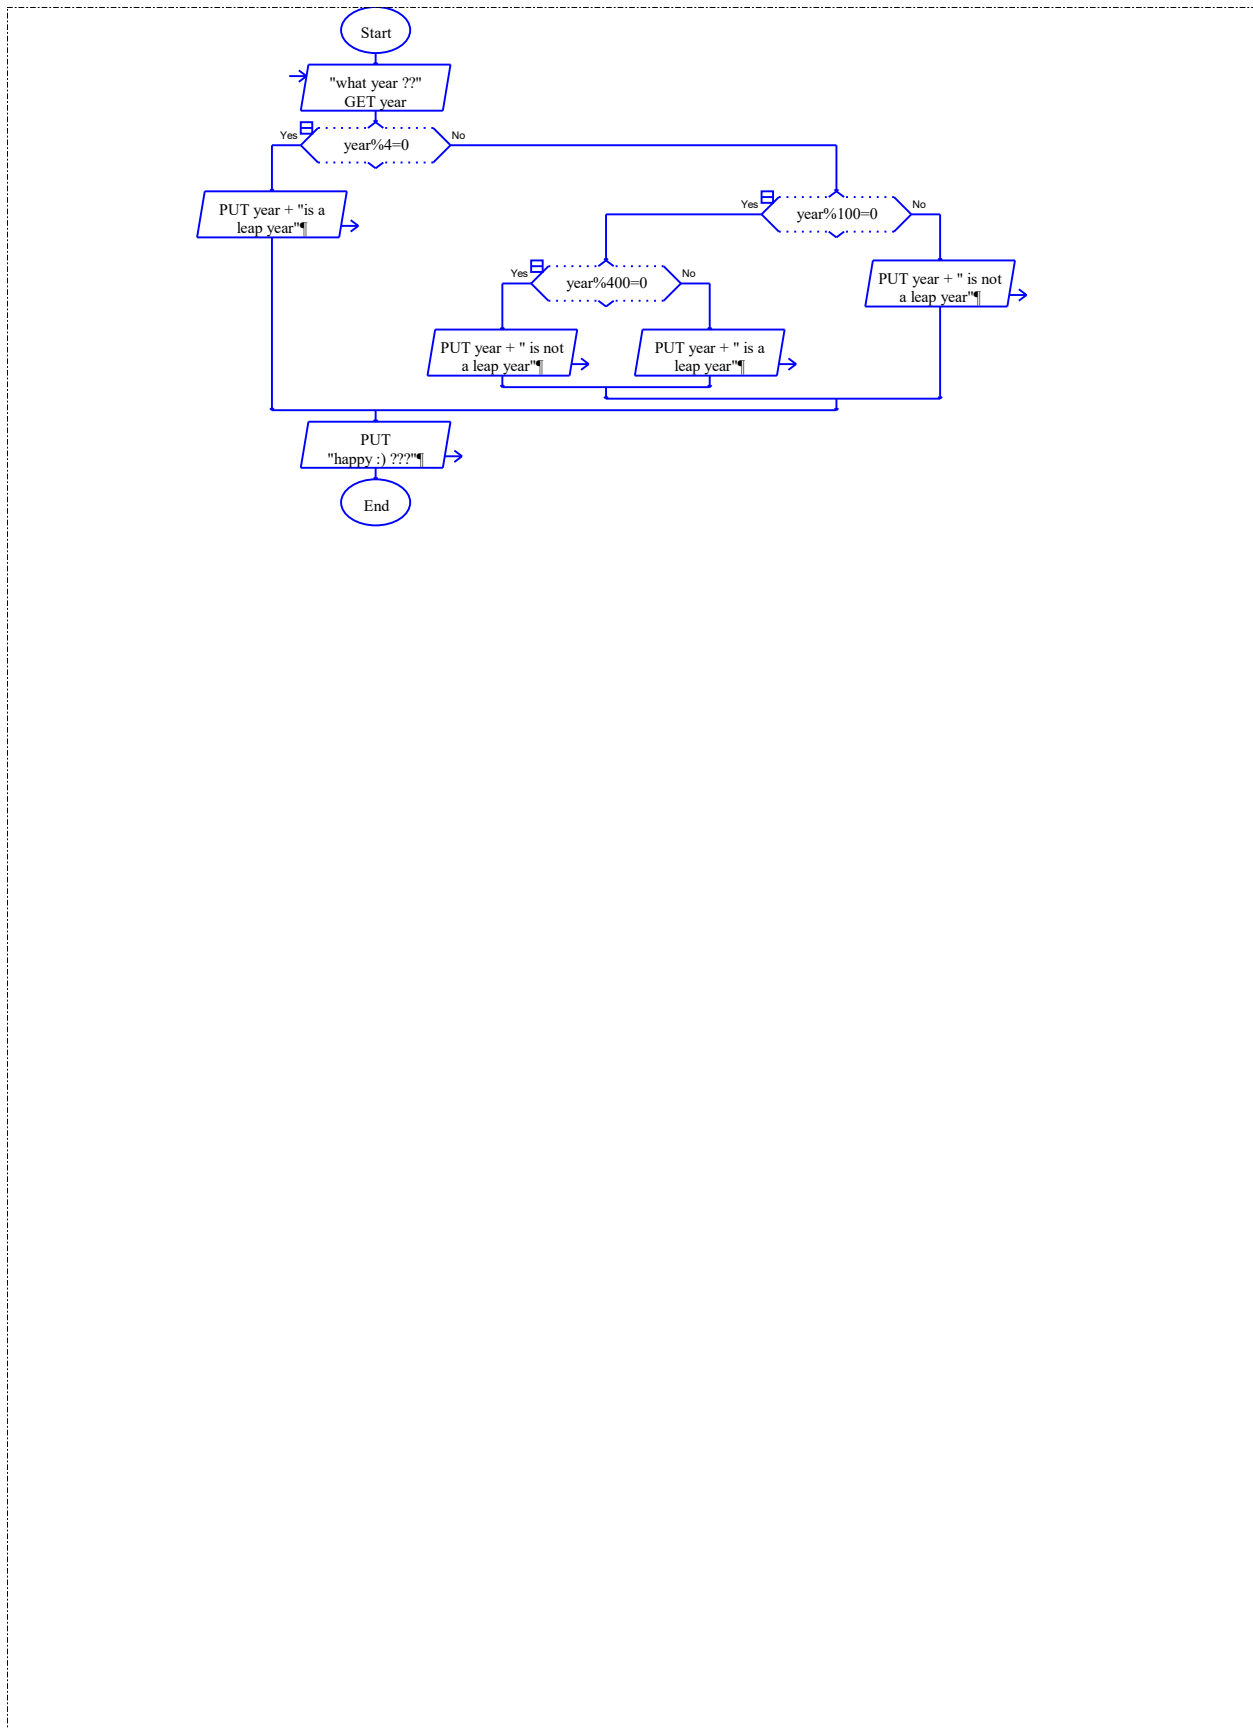 Start
"what year ??"
GET year
Yes
year%4=0
No
PUT year + "is a
leap year"¶
Yes
year%100=0
No
Yes
year%400=0
No
PUT year + " is not
a leap year"¶
PUT year + " is not
a leap year"¶
PUT year + " is a
leap year"¶
PUT
"happy :) ???"¶
End